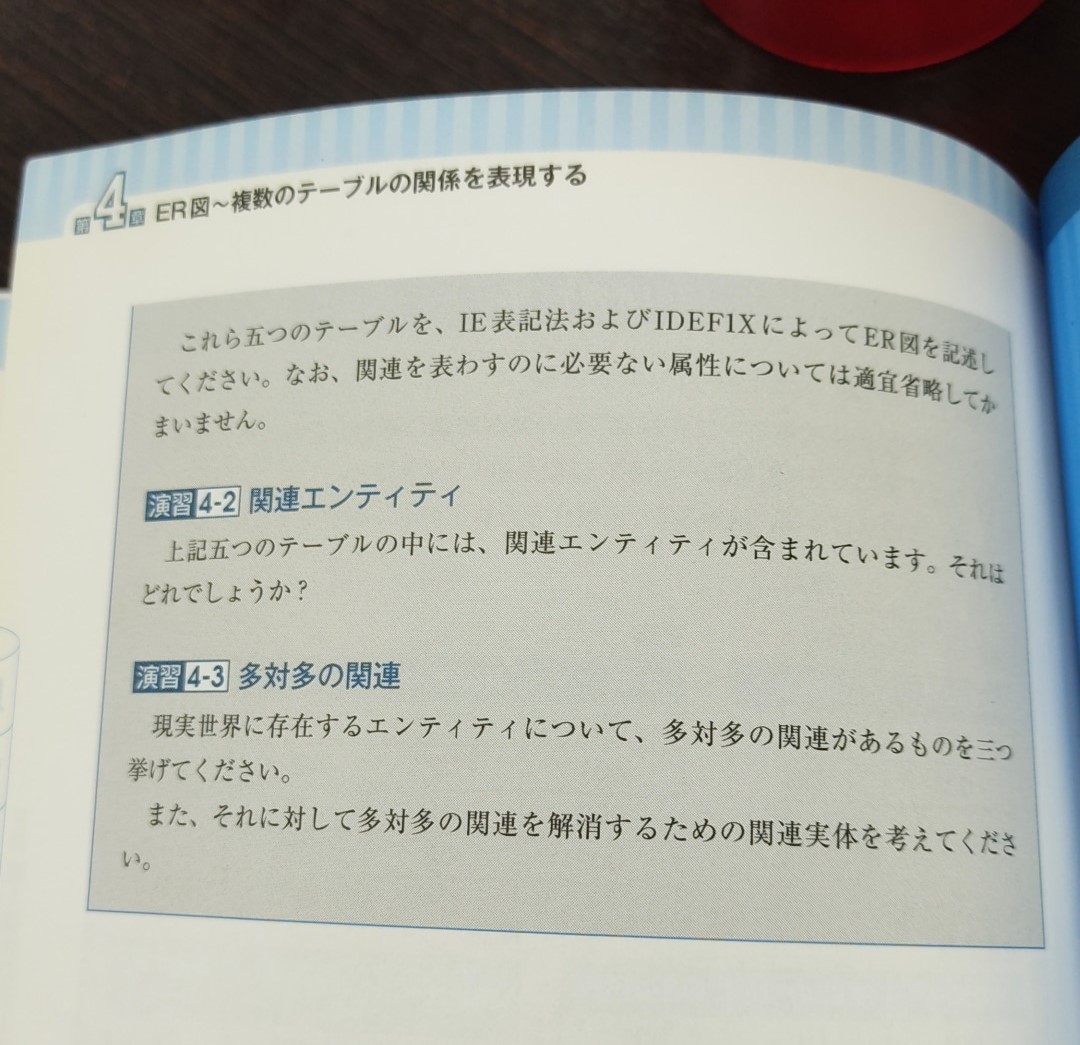 第4章 ER図～複数のテーブルの関係を表現する
これら五つのテーブルを、IE表記法およびIDEF1XによってER図を記述し
てください。なお、関連を表わすのに必要ない属性については適宜省略してか
まいません。
演習4-2 関連エンティティ
上記五つのテーブルの中には、関連エンティティが含まれています。それは
どれでしょうか？
演習4-3 多対多の関連
現実世界に存在するエンティティについて、多対多の関連があるものを三つ
挙げてください。
また、それに対して多対多の関連を解消するための関連実体を考えてくださ
い。